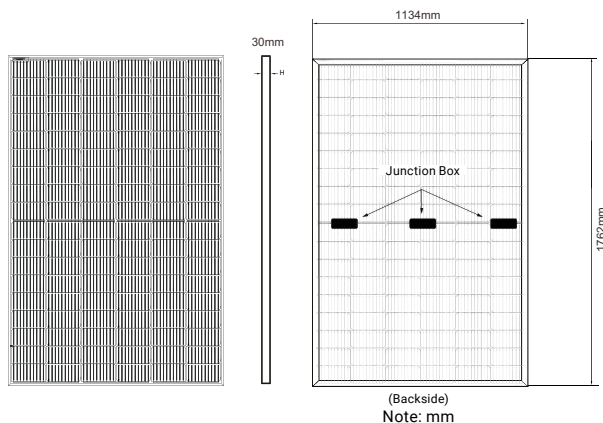 1134mm
30mm
H
Junction Box
1762mm
(Backside)
Note: mm